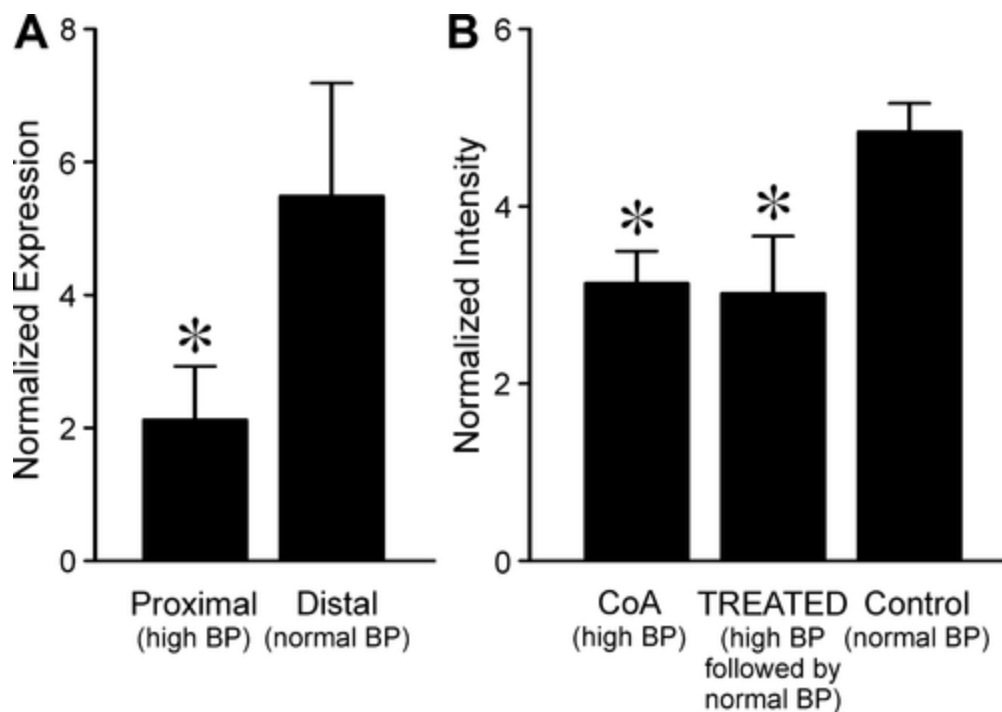 A
8
6
4
2
0
Normalized Expression
*
Proximal
(high BP)
Distal
(normal BP)
B
6
4
2
0
Normalized Intensity
*
*
CoA
(high BP)
TREATED
(high BP
followed by
normal BP)
Control
(normal BP)